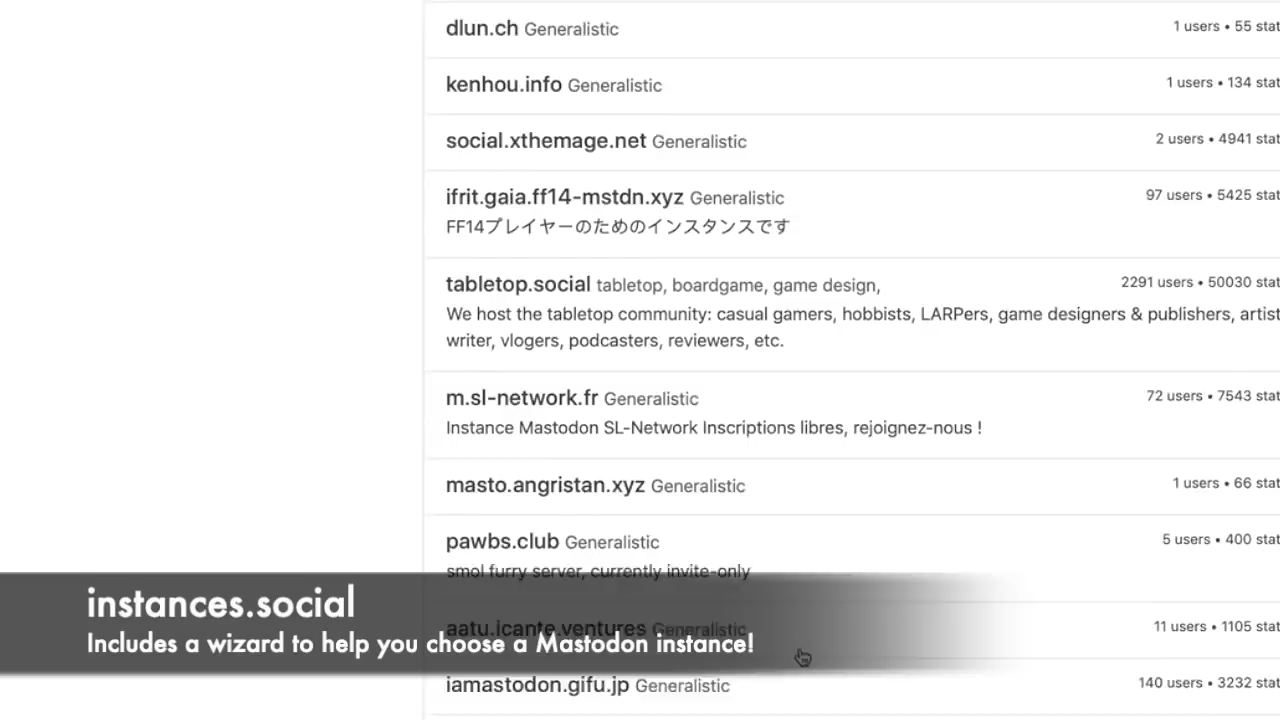 dlun.ch Generalistic 1 users • 55 stat
kenhou.info Generalistic 1 users • 134 stat
social.xthemage.net Generalistic 2 users • 4941 stat
ifrit.gaia.ff14-mstdn.xyz Generalistic 97 users • 5425 stat
FF14プレイヤーのためのインスタンスです
tabletop.social tabletop, boardgame, game design, 2291 users • 50030 stat
We host the tabletop community: casual gamers, hobbists, LARPers, game designers & publishers, artist
writer, vlogers, podcasters, reviewers, etc.
m.sl-network.fr Generalistic 72 users • 7543 stat
Instance Mastodon SL-Network Inscriptions libres, rejoignez-nous !
masto.angristan.xyz Generalistic 1 users • 66 stat
pawbs.club Generalistic 5 users • 400 stat
smol furry server, currently invite-only
instances.social
aatu.icante.ventures Generalistic 11 users • 1105 stat
Includes a wizard to help you choose a Mastodon instance!
iamastodon.gifu.jp Generalistic 140 users • 3232 stat